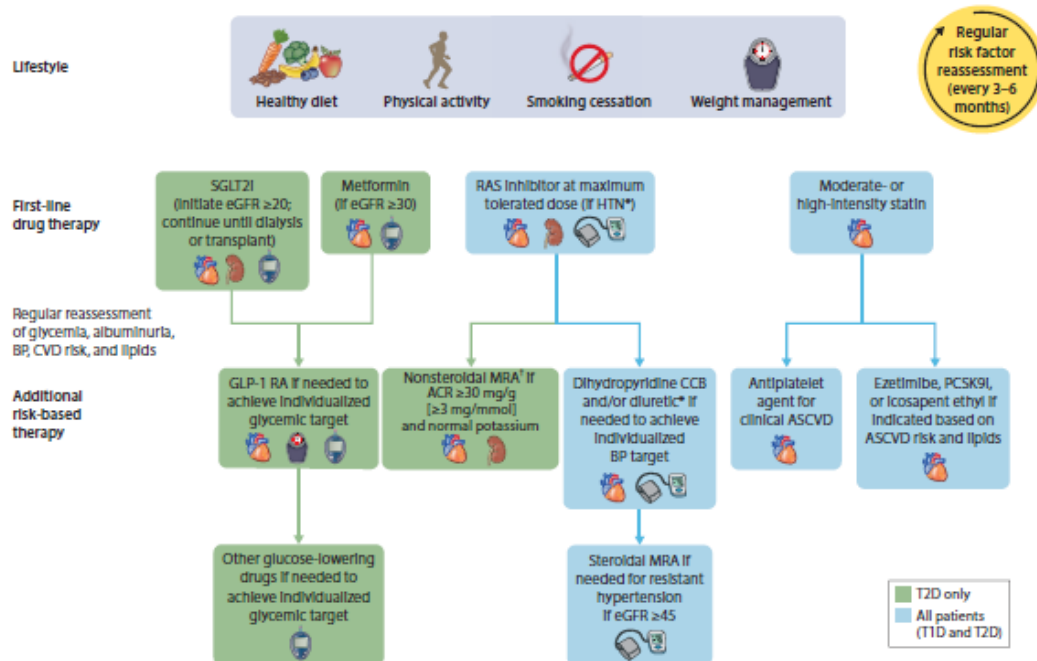 Lifestyle
Healthy diet
Physical activity
Smoking cessation
Weight management
Regular
risk factor
reassessment
(every 3–6
months)
First-line
drug therapy
SGLT2i
(Initiate eGFR ≥20;
continue until dialysis
or transplant)
Metformin
(if eGFR ≥30)
RAS inhibitor at maximum
tolerated dose (if HTN*)
Moderate- or
high-intensity statin
Regular reassessment
of glycemia, albuminuria,
BP, CVD risk, and lipids
Additional
risk-based
therapy
GLP-1 RA if needed to
achieve individualized
glycemic target
Nonsteroidal MRA† if
ACR ≥30 mg/g
[≥3 mg/mmol]
and normal potassium
Dihydropyridine CCB
and/or diuretic* if
needed to achieve
individualized
BP target
Antiplatelet
agent for
clinical ASCVD
Ezetimibe, PCSK9i,
or icosapent ethyl if
indicated based on
ASCVD risk and lipids
Other glucose-lowering
drugs if needed to
achieve individualized
glycemic target
Steroidal MRA if
needed for resistant
hypertension
if eGFR ≥45
T2D only
All patients
(T1D and T2D)